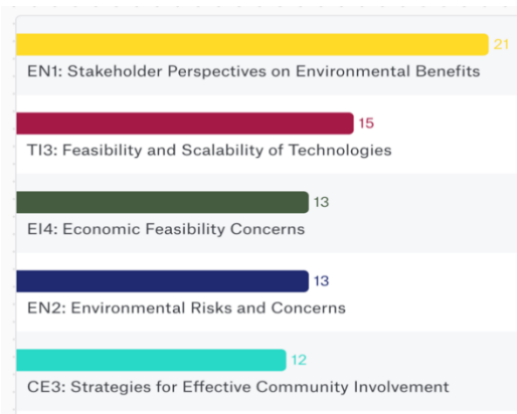 21
EN1: Stakeholder Perspectives on Environmental Benefits
15
TI3: Feasibility and Scalability of Technologies
13
EI4: Economic Feasibility Concerns
13
EN2: Environmental Risks and Concerns
12
CE3: Strategies for Effective Community Involvement